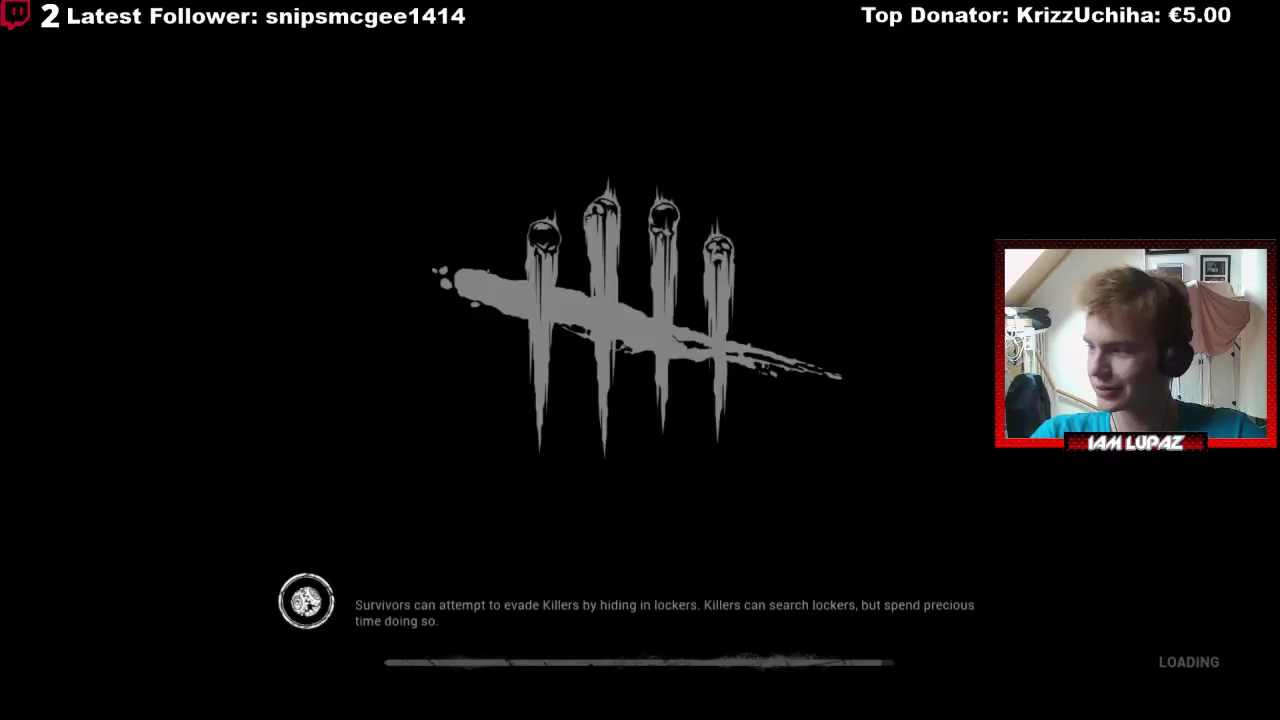 2 Latest Follower: snipsmcgee1414
Top Donator: KrizzUchiha: €5.00
IAM LUPAZ
Survivors can attempt to evade Killers by hiding in lockers. Killers can search lockers, but spend precious
time doing so.
LOADING